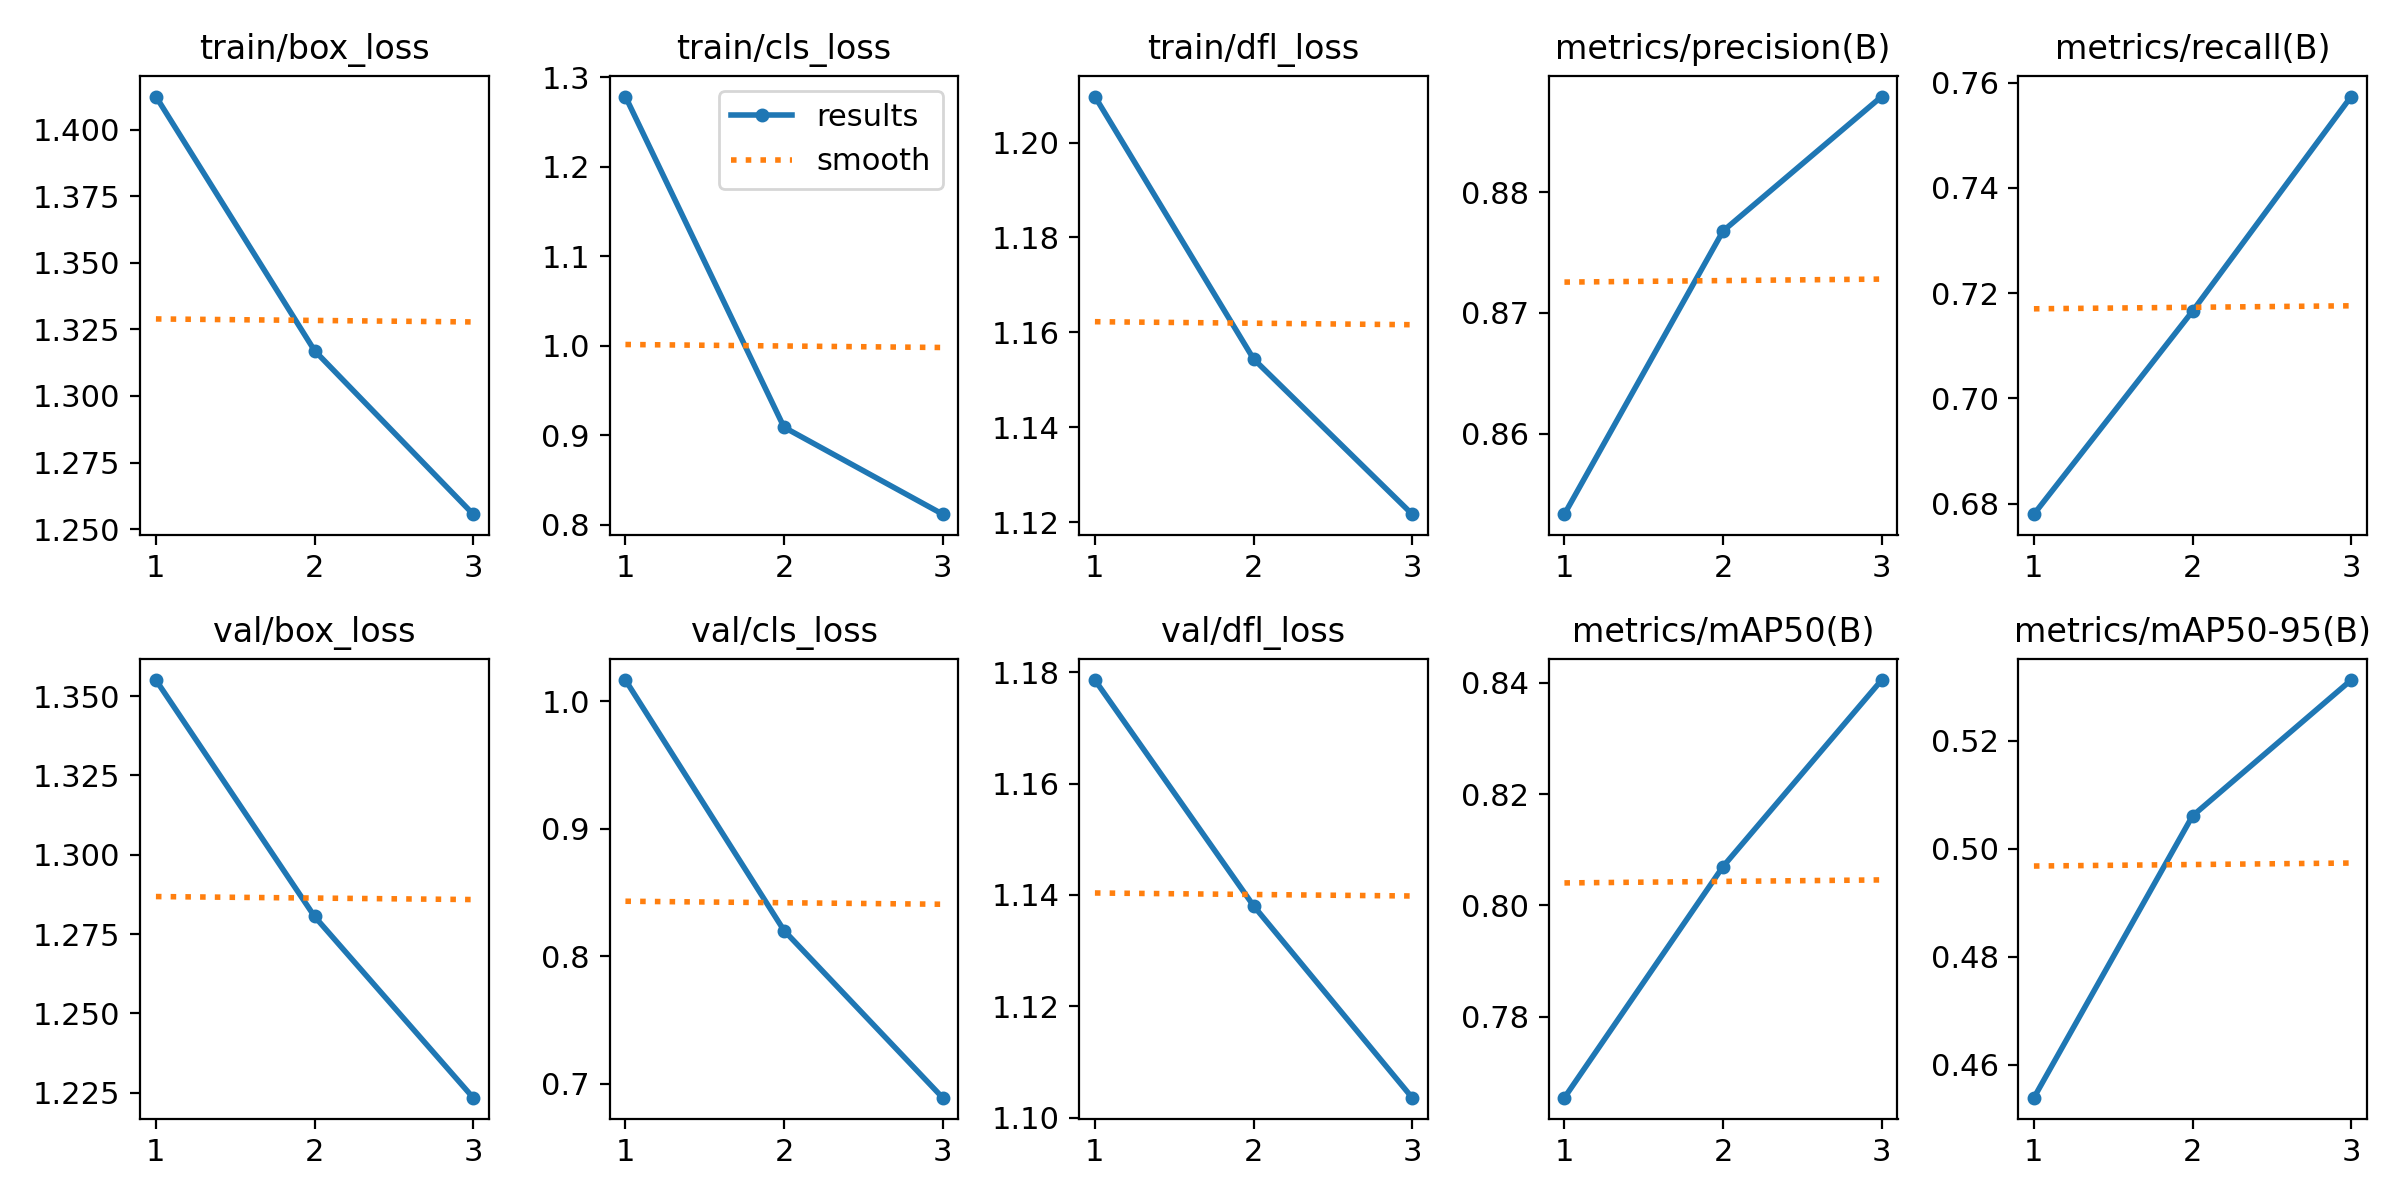 train/box_loss
1.400
1.375
1.350
1.325
1.300
1.275
1.250
1 2 3
train/cls_loss
1.3
1.2
1.1
1.0
0.9
0.8
1 2 3
results
smooth
train/dfl_loss
1.20
1.18
1.16
1.14
1.12
1 2 3
metrics/precision(B)
0.88
0.87
0.86
1 2 3
metrics/recall(B)
0.76
0.74
0.72
0.70
0.68
1 2 3
val/box_loss
1.350
1.325
1.300
1.275
1.250
1.225
1 2 3
val/cls_loss
1.0
0.9
0.8
0.7
1 2 3
val/dfl_loss
1.18
1.16
1.14
1.12
1.10
1 2 3
metrics/mAP50(B)
0.84
0.82
0.80
0.78
1 2 3
metrics/mAP50-95(B)
0.52
0.50
0.48
0.46
1 2 3